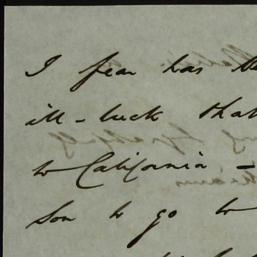 I fear has
ill-luck that
to California -
Son to go to